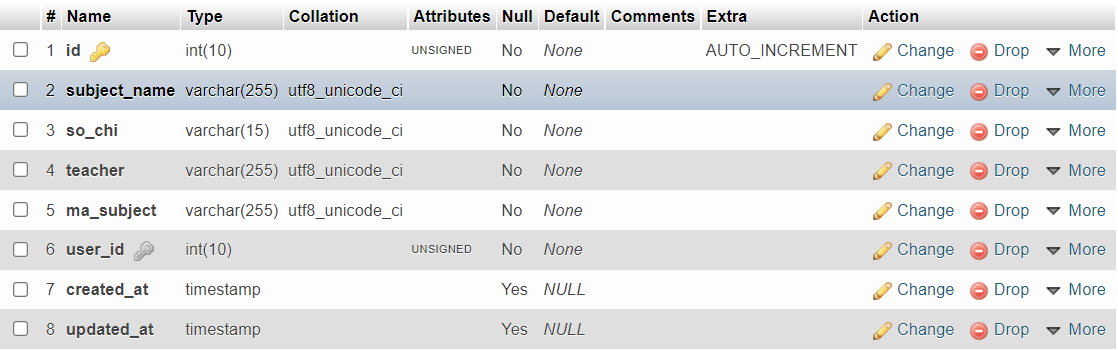 # Name Type Collation Attributes Null Default Comments Extra Action
1 id int(10) UNSIGNED No None AUTO_INCREMENT Change Drop More
2 subject_name varchar(255) utf8_unicode_ci No None Change Drop More
3 so_chi varchar(15) utf8_unicode_ci No None Change Drop More
4 teacher varchar(255) utf8_unicode_ci No None Change Drop More
5 ma_subject varchar(255) utf8_unicode_ci No None Change Drop More
6 user_id int(10) UNSIGNED No None Change Drop More
7 created_at timestamp Yes NULL Change Drop More
8 updated_at timestamp Yes NULL Change Drop More